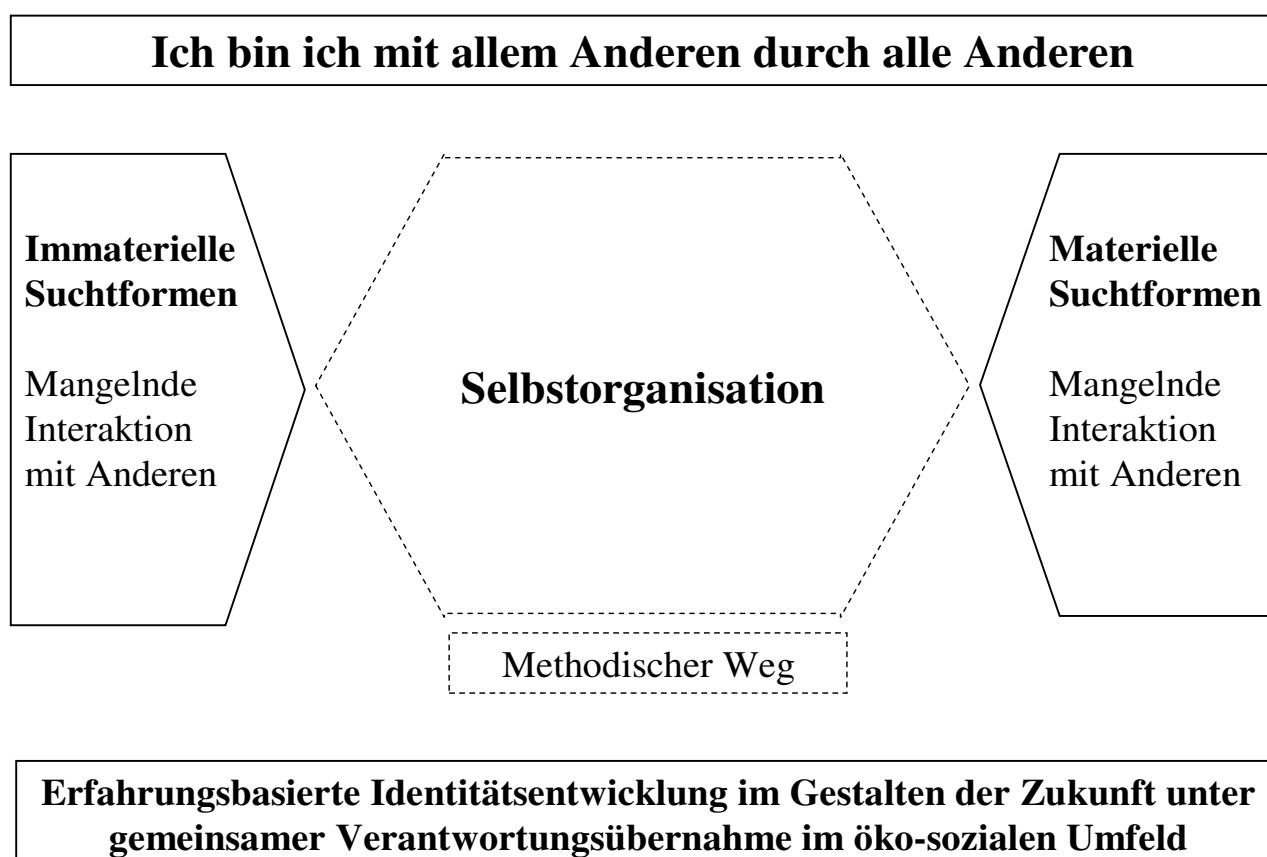 Ich bin ich mit allem Anderen durch alle Anderen
Immaterielle
Suchtformen
Mangelnde
Interaktion
mit Anderen
Selbstorganisation
Materielle
Suchtformen
Mangelnde
Interaktion
mit Anderen
Methodischer Weg
Erfahrungsbasierte Identitätsentwicklung im Gestalten der Zukunft unter
gemeinsamer Verantwortungsübernahme im öko-sozialen Umfeld